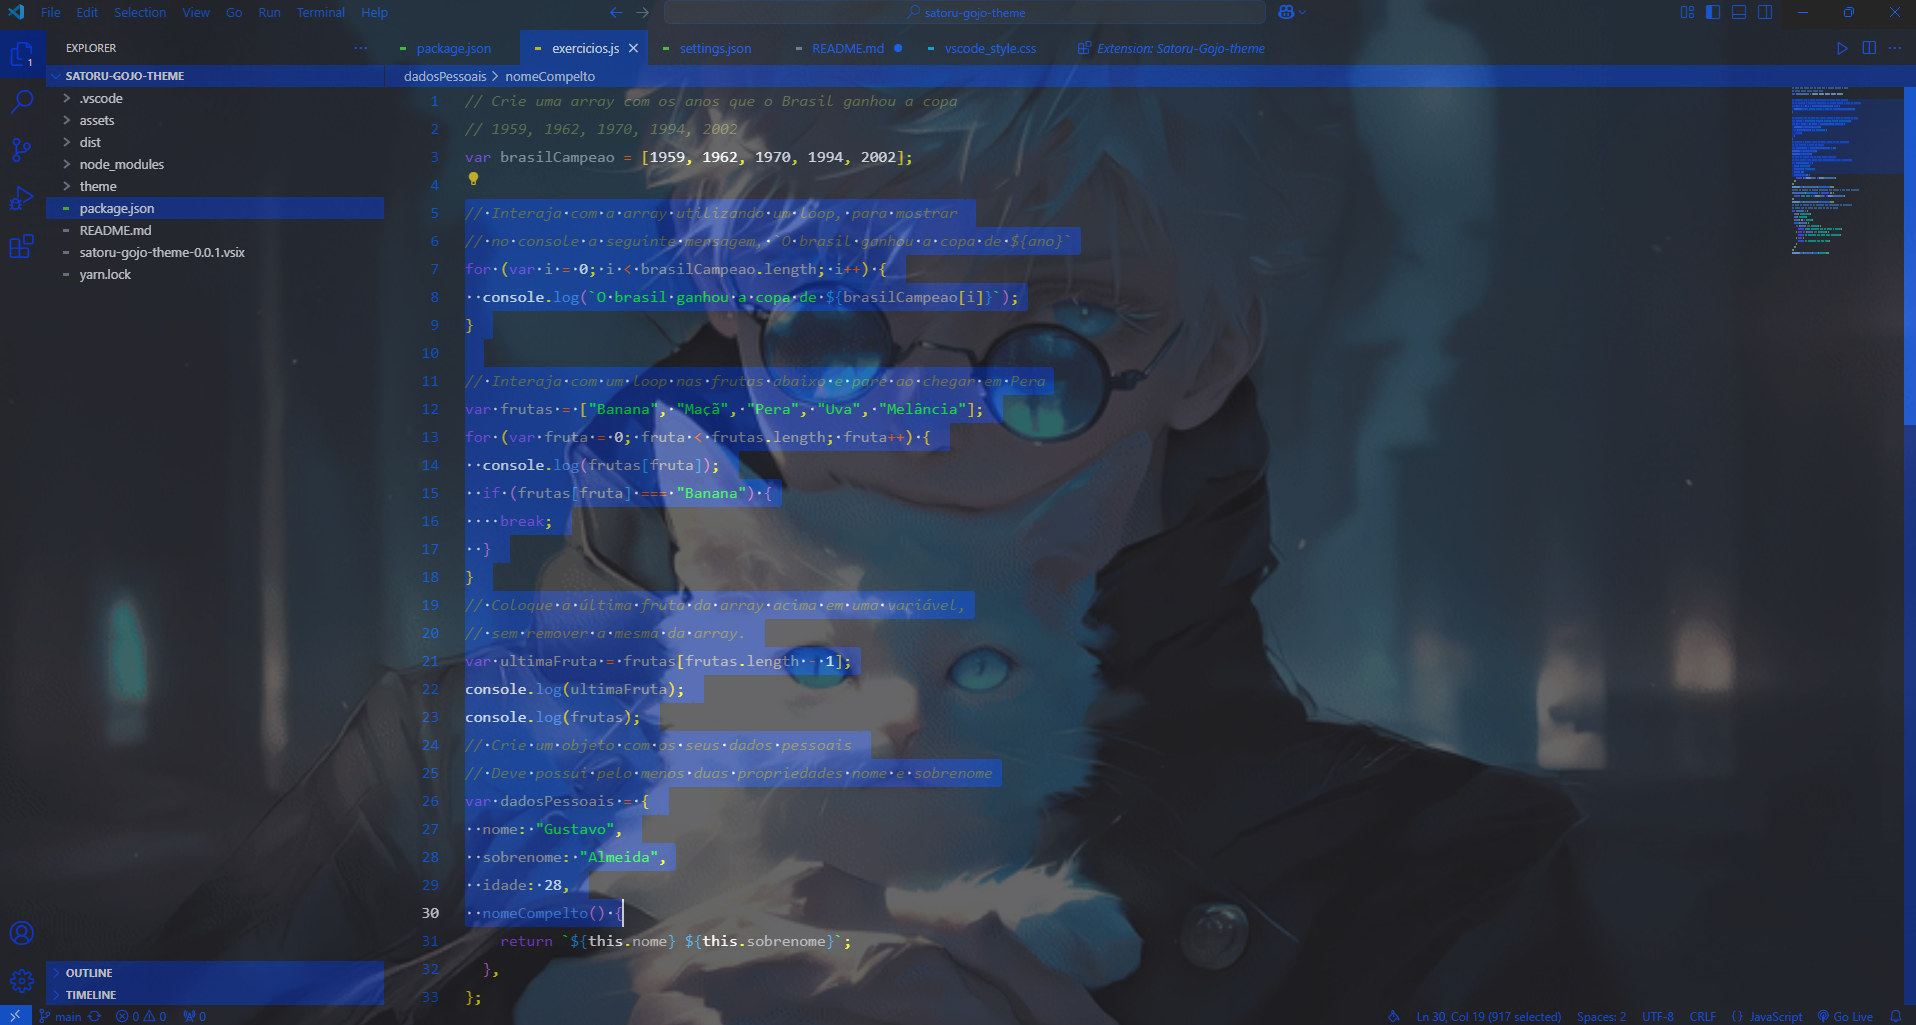 File Edit Selection View Go Run Terminal Help
satoru-gojo-theme
EXPLORER
package.json
exercicios.js
settings.json
README.md
vscode_style.css
Extension: Satoru-Gojo-theme
1
SATORU-GOJO-THEME
.vscode
assets
dist
node_modules
theme
package.json
README.md
satoru-gojo-theme-0.0.1.vsix
yarn.lock
OUTLINE
TIMELINE
dadosPessoais > nomeCompelto
1 // Crie uma array com os anos que o Brasil ganhou a copa
2 // 1959, 1962, 1970, 1994, 2002
3 var brasilCampeao = [1959, 1962, 1970, 1994, 2002];
4
5 // Interaja com a array utilizando um loop, para mostrar
6 // no console a seguinte mensagem, `O brasil ganhou a copa de ${ano}`
7 for (var i = 0; i < brasilCampeao.length; i++) {
8 console.log(`O brasil ganhou a copa de ${brasilCampeao[i]}`);
9 }
10
11 // Interaja com um loop nas frutas abaixo e pare ao chegar em Pera
12 var frutas = ["Banana", "Maçã", "Pera", "Uva", "Melância"];
13 for (var fruta = 0; fruta < frutas.length; fruta++) {
14 console.log(frutas[fruta]);
15 if (frutas[fruta] === "Banana") {
16 break;
17 }
18 }
19 // Coloque a última fruta da array acima em uma variável,
20 // sem remover a mesma da array.
21 var ultimaFruta = frutas[frutas.length - 1];
22 console.log(ultimaFruta);
23 console.log(frutas);
24 // Crie um objeto com os seus dados pessoais
25 // Deve possui pelo menos duas propriedades nome e sobrenome
26 var dadosPessoais = {
27 nome: "Gustavo",
28 sobrenome: "Almeida",
29 idade: 28,
30 nomeCompelto() {
31 return `${this.nome} ${this.sobrenome}`;
32 },
33 };
main 0 0 0 Ln 30, Col 19 (917 selected) Spaces: 2 UTF-8 CRLF {} JavaScript Go Live